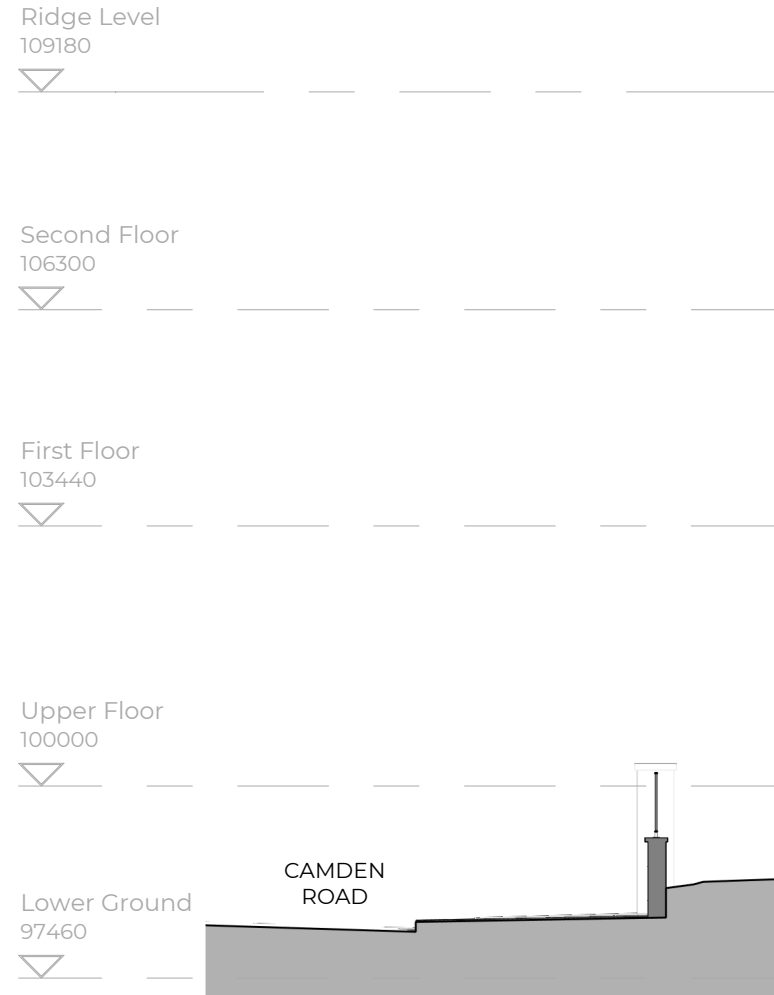 Ridge Level
109180
Second Floor
106300
First Floor
103440
Upper Floor
100000
CAMDEN
ROAD
Lower Ground
97460